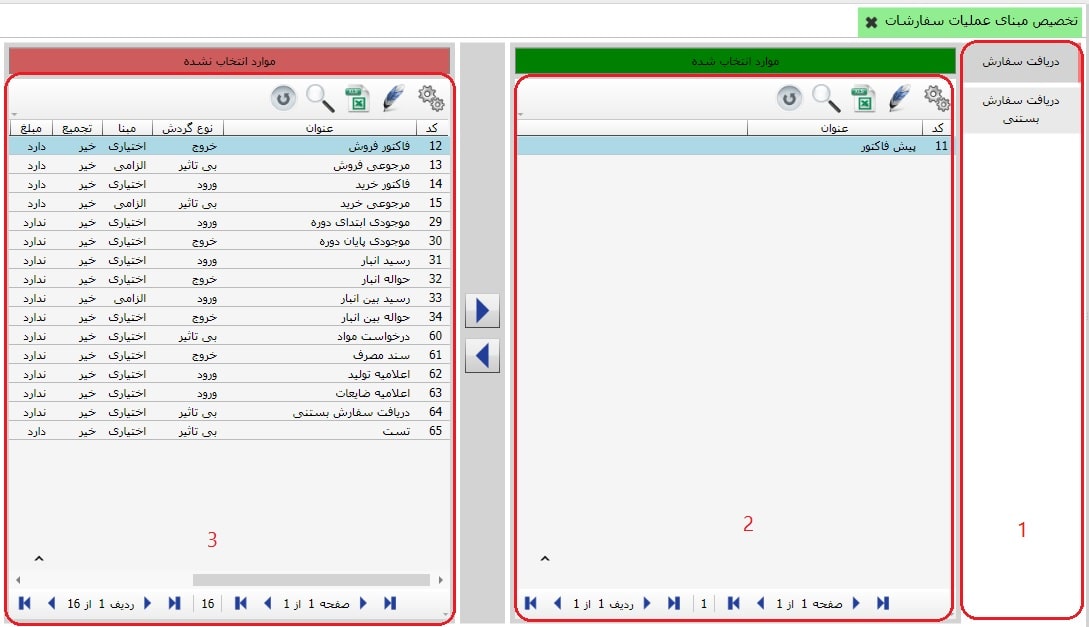 تخصیص مبنای عملیات سفارشات
دریافت سفارش
دریافت سفارش
بستنی
1
موارد انتخاب شده
کد عنوان
11 پیش فاکتور
2
صفحه 1 از 1 1 ردیف 1 از 1
موارد انتخاب نشده
کد عنوان نوع گردش مبنا تجمیع مبلغ
12 فاکتور فروش خروج اختیاری خیر دارد
13 مرجوعی فروش بی تاثیر الزامی خیر دارد
14 فاکتور خرید ورود اختیاری خیر دارد
15 مرجوعی خرید بی تاثیر الزامی خیر دارد
29 موجودی ابتدای دوره ورود اختیاری خیر ندارد
30 موجودی پایان دوره خروج اختیاری خیر ندارد
31 رسید انبار ورود اختیاری خیر ندارد
32 حواله انبار خروج اختیاری خیر ندارد
33 رسید بین انبار ورود الزامی خیر ندارد
34 حواله بین انبار خروج اختیاری خیر ندارد
60 درخواست مواد بی تاثیر اختیاری خیر ندارد
61 سند مصرف خروج اختیاری خیر ندارد
62 اعلامیه تولید ورود اختیاری خیر ندارد
63 اعلامیه ضایعات ورود اختیاری خیر ندارد
64 دریافت سفارش بستنی بی تاثیر اختیاری خیر ندارد
65 تست بی تاثیر اختیاری خیر دارد
3
صفحه 1 از 1 16 ردیف 1 از 16